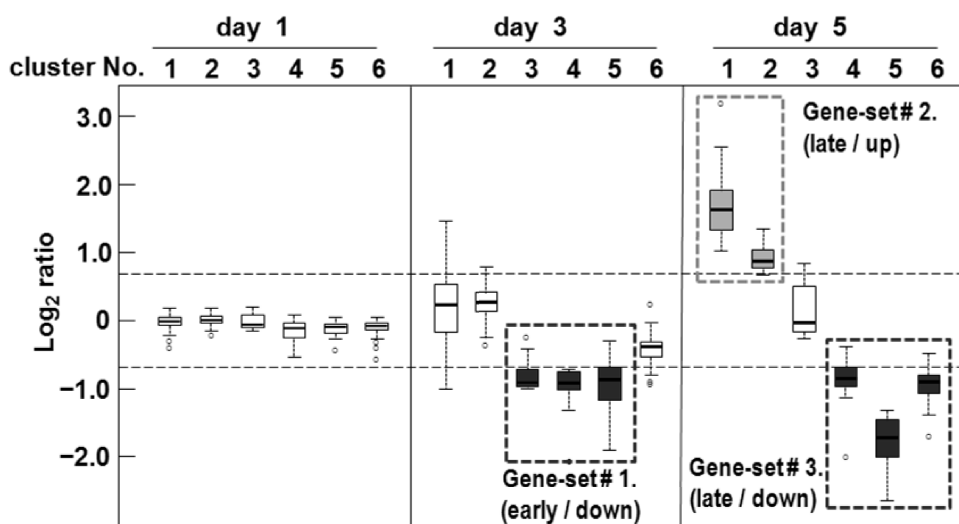 day 1 day 3 day 5
cluster No. 1 2 3 4 5 6 1 2 3 4 5 6 1 2 3 4 5 6
3.0
2.0
1.0
0
−1.0
−2.0
Log2 ratio
Gene-set # 2.
(late / up)
Gene-set # 1.
(early / down)
Gene-set # 3.
(late / down)